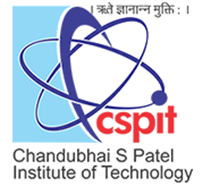 । ऋते ज्ञानान्न मुक्ति: ।
cspit
Chandubhai S Patel
Institute of Technology